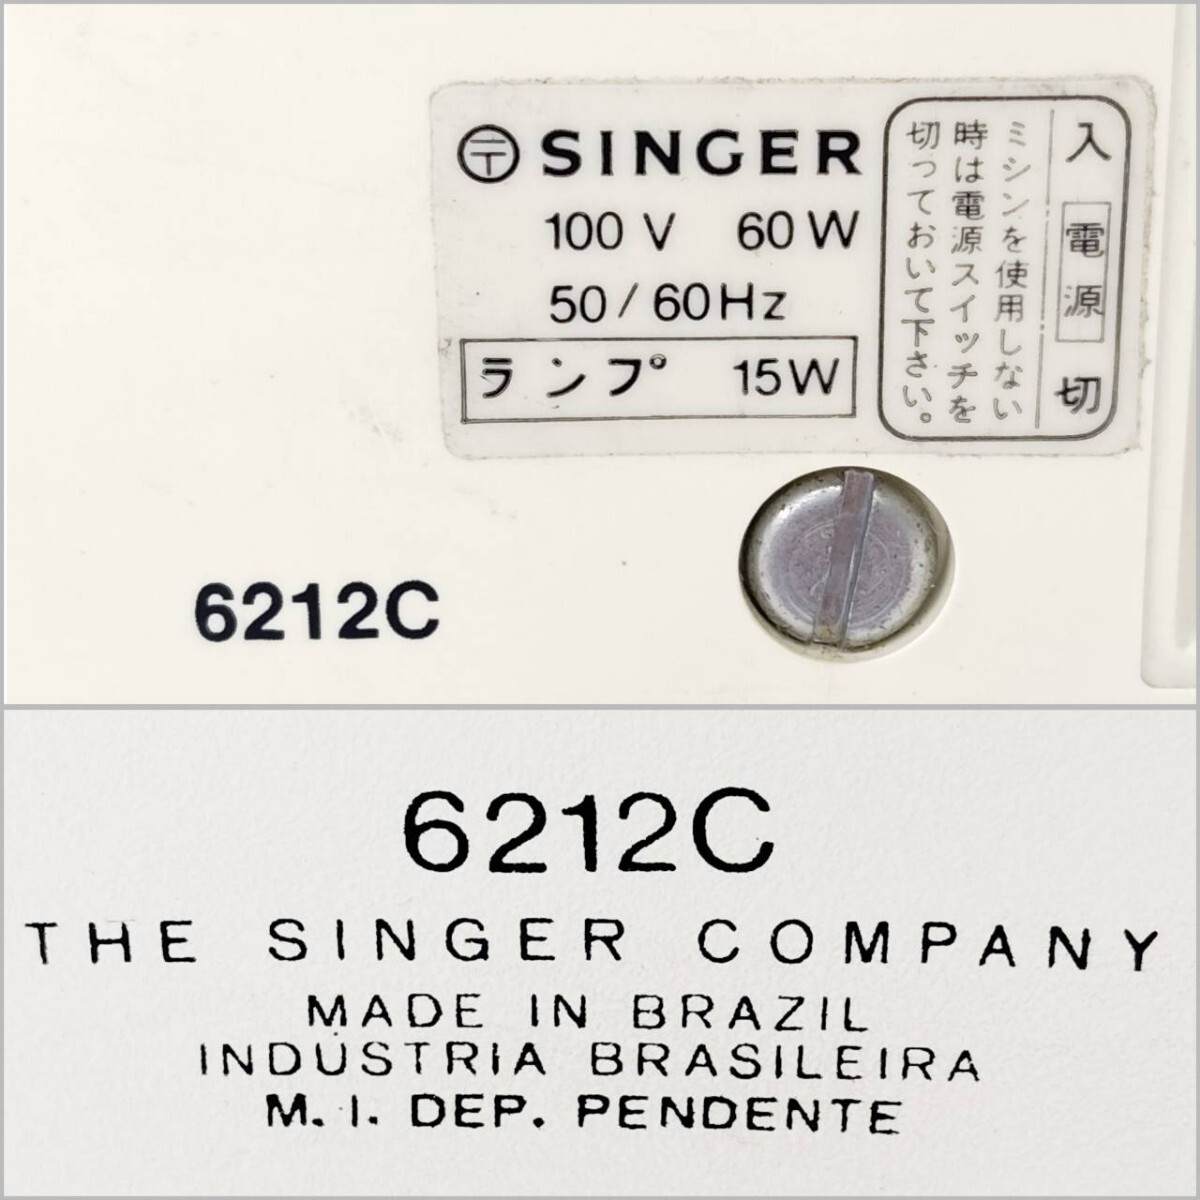 SINGER
100 V 60 W
50 / 60 Hz
ランプ 15W
入 電源 切
ミシンを使用しない
時は電源スイッチを
切っておいて下さい。
6212C
6212C
THE SINGER COMPANY
MADE IN BRAZIL
INDÚSTRIA BRASILEIRA
M. I. DEP. PENDENTE